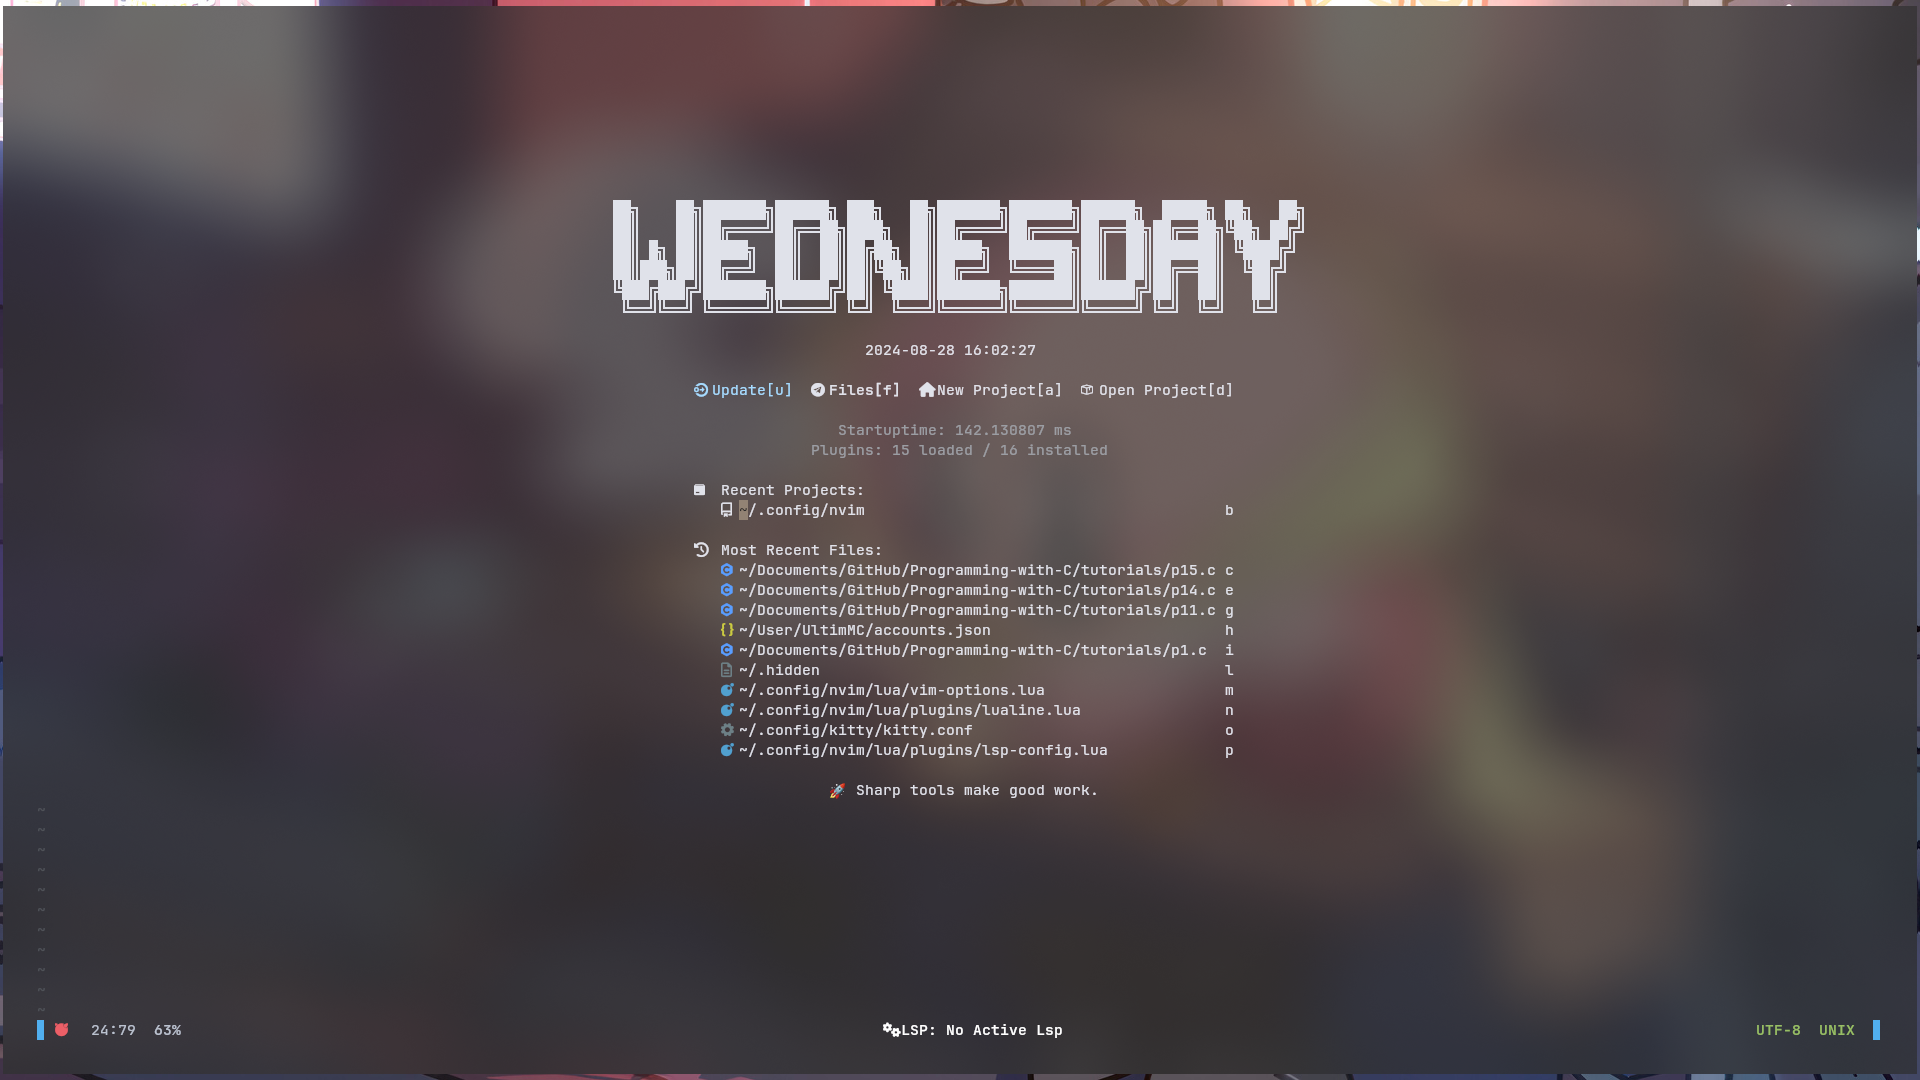 WEDNESDAY
2024-08-28 16:02:27
Update[u] Files[f] New Project[a] Open Project[d]
Startuptime: 142.130807 ms
Plugins: 15 loaded / 16 installed
Recent Projects:
~/.config/nvim b
Most Recent Files:
~/Documents/GitHub/Programming-with-C/tutorials/p15.c c
~/Documents/GitHub/Programming-with-C/tutorials/p14.c e
~/Documents/GitHub/Programming-with-C/tutorials/p11.c g
~/User/UltimMC/accounts.json h
~/Documents/GitHub/Programming-with-C/tutorials/p1.c i
~/.hidden l
~/.config/nvim/lua/vim-options.lua m
~/.config/nvim/lua/plugins/lualine.lua n
~/.config/kitty/kitty.conf o
~/.config/nvim/lua/plugins/lsp-config.lua p
🚀 Sharp tools make good work.
~
~
~
~
~
~
~
~
~
~
~
24:79 63% LSP: No Active Lsp UTF-8 UNIX